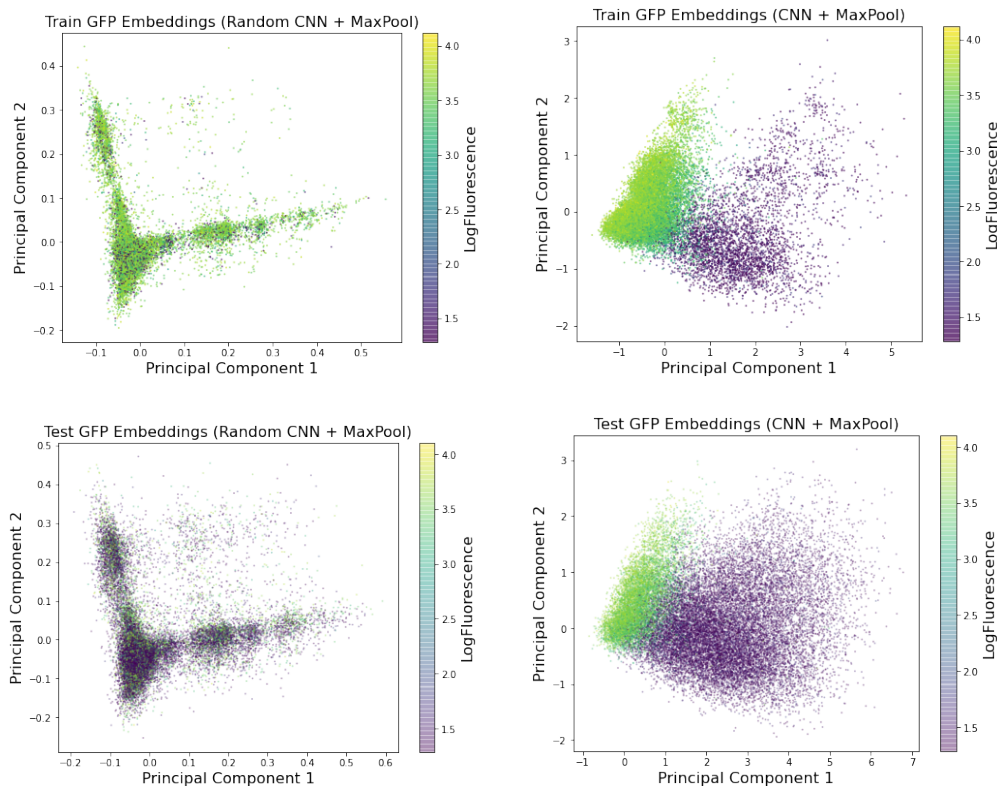 Train GFP Embeddings (Random CNN + MaxPool)
0.4
0.3
0.2
0.1
0.0
−0.1
−0.2
Principal Component 2
−0.1 0.0 0.1 0.2 0.3 0.4 0.5
Principal Component 1
4.0
3.5
3.0
2.5
2.0
1.5
LogFluorescence
Train GFP Embeddings (CNN + MaxPool)
3
2
1
0
−1
−2
Principal Component 2
−1 0 1 2 3 4 5
Principal Component 1
4.0
3.5
3.0
2.5
2.0
1.5
LogFluorescence
Test GFP Embeddings (Random CNN + MaxPool)
0.5
0.4
0.3
0.2
0.1
0.0
−0.1
−0.2
Principal Component 2
−0.2 −0.1 0.0 0.1 0.2 0.3 0.4 0.5 0.6
Principal Component 1
4.0
3.5
3.0
2.5
2.0
1.5
LogFluorescence
Test GFP Embeddings (CNN + MaxPool)
3
2
1
0
−1
−2
Principal Component 2
−1 0 1 2 3 4 5 6 7
Principal Component 1
4.0
3.5
3.0
2.5
2.0
1.5
LogFluorescence